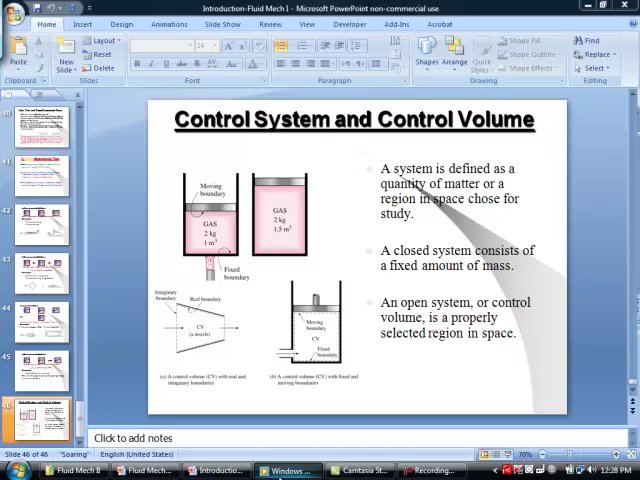 Introduction-Fluid Mech I - Microsoft PowerPoint non-commercial use
Home Insert Design Animations Slide Show Review View Developer Add-Ins Acrobat
Paste
New Slide
Layout
Reset
Delete
24
Shapes Arrange Quick Styles
Shape Fill
Shape Outline
Shape Effects
Find
Replace
Select
Clipboard Slides Font Paragraph Drawing Editing
40
41
42
43
44
45
46
Control System and Control Volume
Moving
boundary
GAS
2 kg
1 m³
GAS
2 kg
1.5 m³
Fixed
boundary
Imaginary
boundary
Real boundary
CV
(a nozzle)
Moving
boundary
CV
Fixed
boundary
(a) A control volume (CV) with real and
imaginary boundaries
(b) A control volume (CV) with fixed and
moving boundaries
A system is defined as a
quantity of matter or a
region in space chose for
study.
A closed system consists of
a fixed amount of mass.
An open system, or control
volume, is a properly
selected region in space.
Click to add notes
Slide 46 of 46 "Soaring" English (United States) 70%
Fluid Mech II Fluid Mech... Introductio... Windows ... Camtasia St... Recording... 12:28 PM